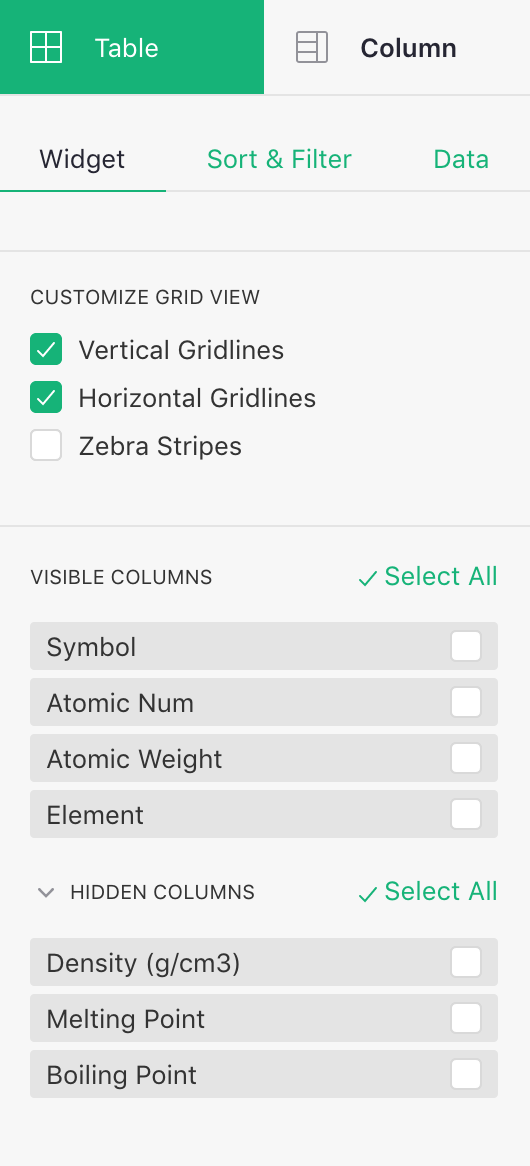 Table Column
Widget Sort & Filter Data
CUSTOMIZE GRID VIEW
Vertical Gridlines
Horizontal Gridlines
Zebra Stripes
VISIBLE COLUMNS Select All
Symbol
Atomic Num
Atomic Weight
Element
HIDDEN COLUMNS Select All
Density (g/cm3)
Melting Point
Boiling Point